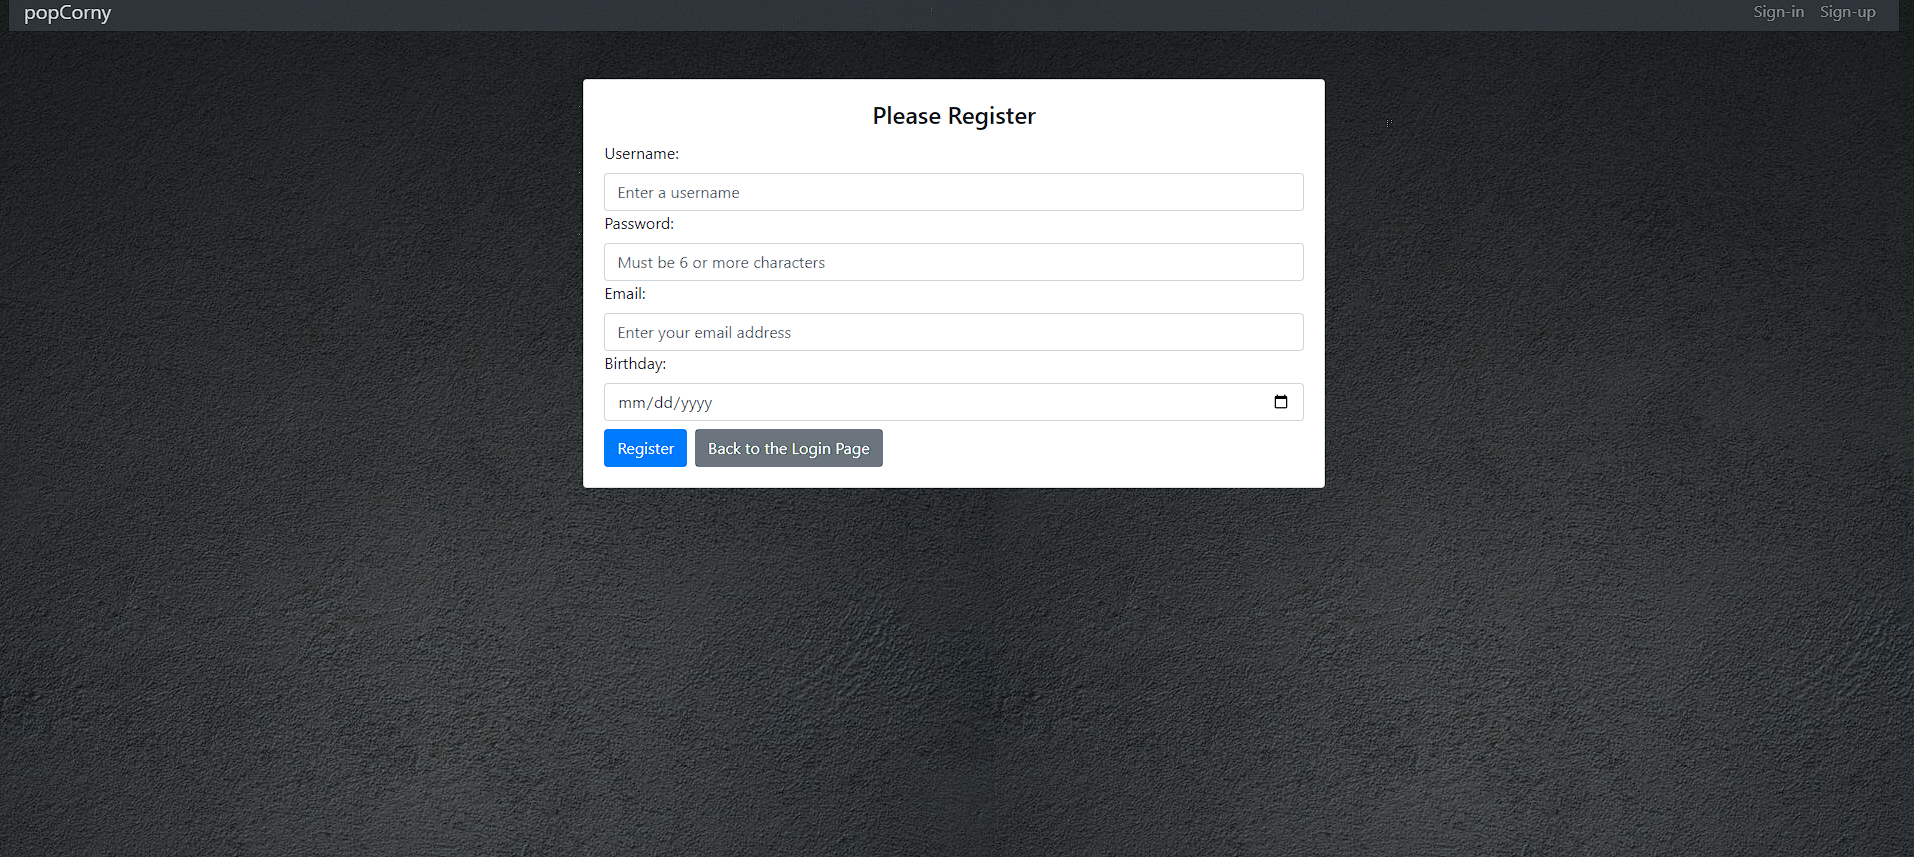 popCorny Sign-in Sign-up
Please Register
Username:
Enter a username
Password:
Must be 6 or more characters
Email:
Enter your email address
Birthday:
mm/dd/yyyy
Register Back to the Login Page